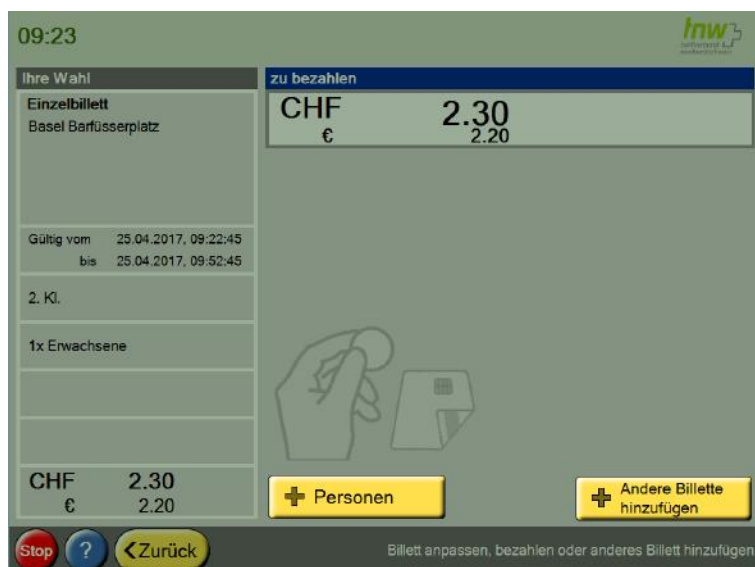 09:23
tnw
Ihre Wahl
Einzelbillett
Basel Barfüsserplatz
Gültig vom 25.04.2017, 09:22:45
bis 25.04.2017, 09:52:45
2. Kl.
1x Erwachsene
CHF 2.30
€ 2.20
zu bezahlen
CHF 2.30
€ 2.20
Personen
Andere Billette
hinzufügen
Stop
?
Zurück
Billett anpassen, bezahlen oder anderes Billett hinzufügen